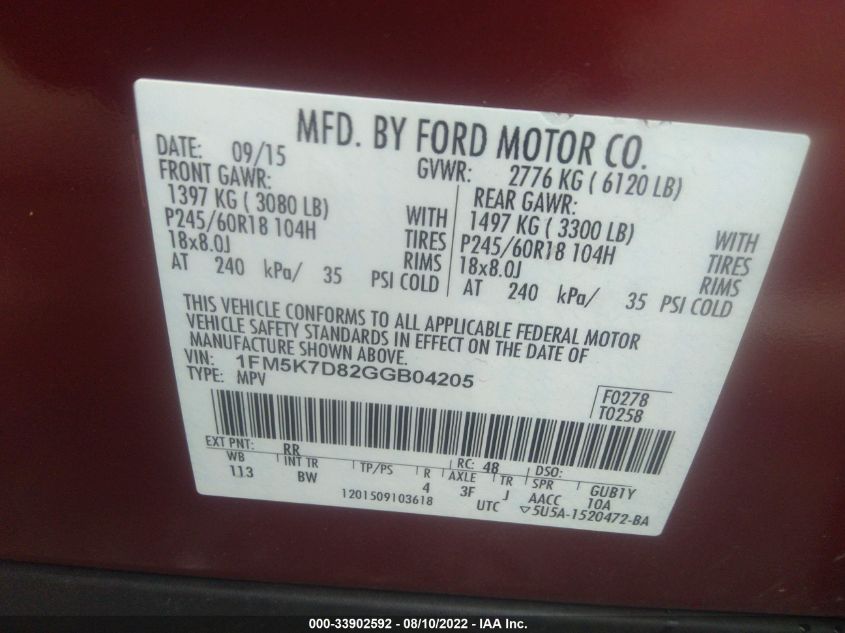 MFD. BY FORD MOTOR CO.
DATE: 09/15 GVWR: 2776 KG ( 6120 LB)
FRONT GAWR: REAR GAWR:
1397 KG ( 3080 LB) WITH 1497 KG ( 3300 LB) WITH
P245/60R18 104H TIRES P245/60R18 104H TIRES
18x8.0J RIMS 18x8.0J RIMS
AT 240 kPa/ 35 PSI COLD AT 240 kPa/ 35 PSI COLD
THIS VEHICLE CONFORMS TO ALL APPLICABLE FEDERAL MOTOR
VEHICLE SAFETY STANDARDS IN EFFECT ON THE DATE OF
MANUFACTURE SHOWN ABOVE.
VIN: 1FM5K7D82GGB04205
TYPE: MPV
F0278
T0258
EXT PNT: RR RC: 48 DSO:
WB INT TR TP/PS R AXLE TR SPR GUB1Y
113 BW 4 3F J AACC 10A
1201509103618 UTC ▽5U5A-1520472-BA
000-33902592 - 08/10/2022 - IAA Inc.